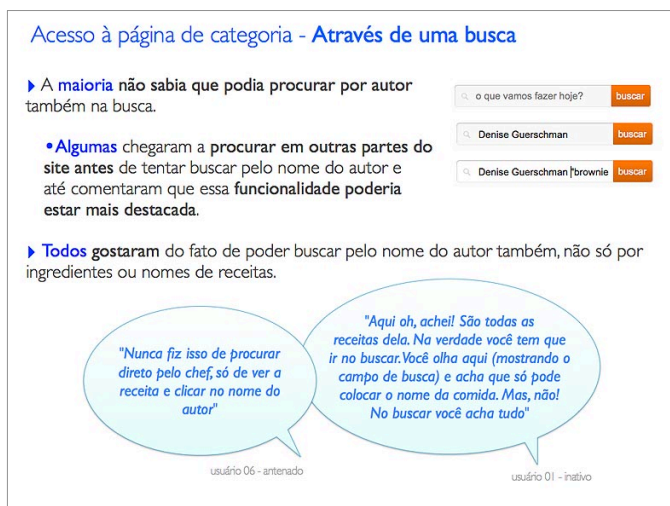 Acesso à página de categoria - Através de uma busca
▸ A maioria não sabia que podia procurar por autor
também na busca.
•Algumas chegaram a procurar em outras partes do
site antes de tentar buscar pelo nome do autor e
até comentaram que essa funcionalidade poderia
estar mais destacada.
o que vamos fazer hoje? buscar
Denise Guerschman buscar
Denise Guerschman "brownie buscar
▸ Todos gostaram do fato de poder buscar pelo nome do autor também, não só por
ingredientes ou nomes de receitas.
"Nunca fiz isso de procurar
direto pelo chef, só de ver a
receita e clicar no nome do
autor"
usuário 06 - antenado
"Aqui oh, achei! São todas as
receitas dela. Na verdade você tem que
ir no buscar. Você olha aqui (mostrando o
campo de busca) e acha que só pode
colocar o nome da comida. Mas, não!
No buscar você acha tudo"
usuário 01 - inativo